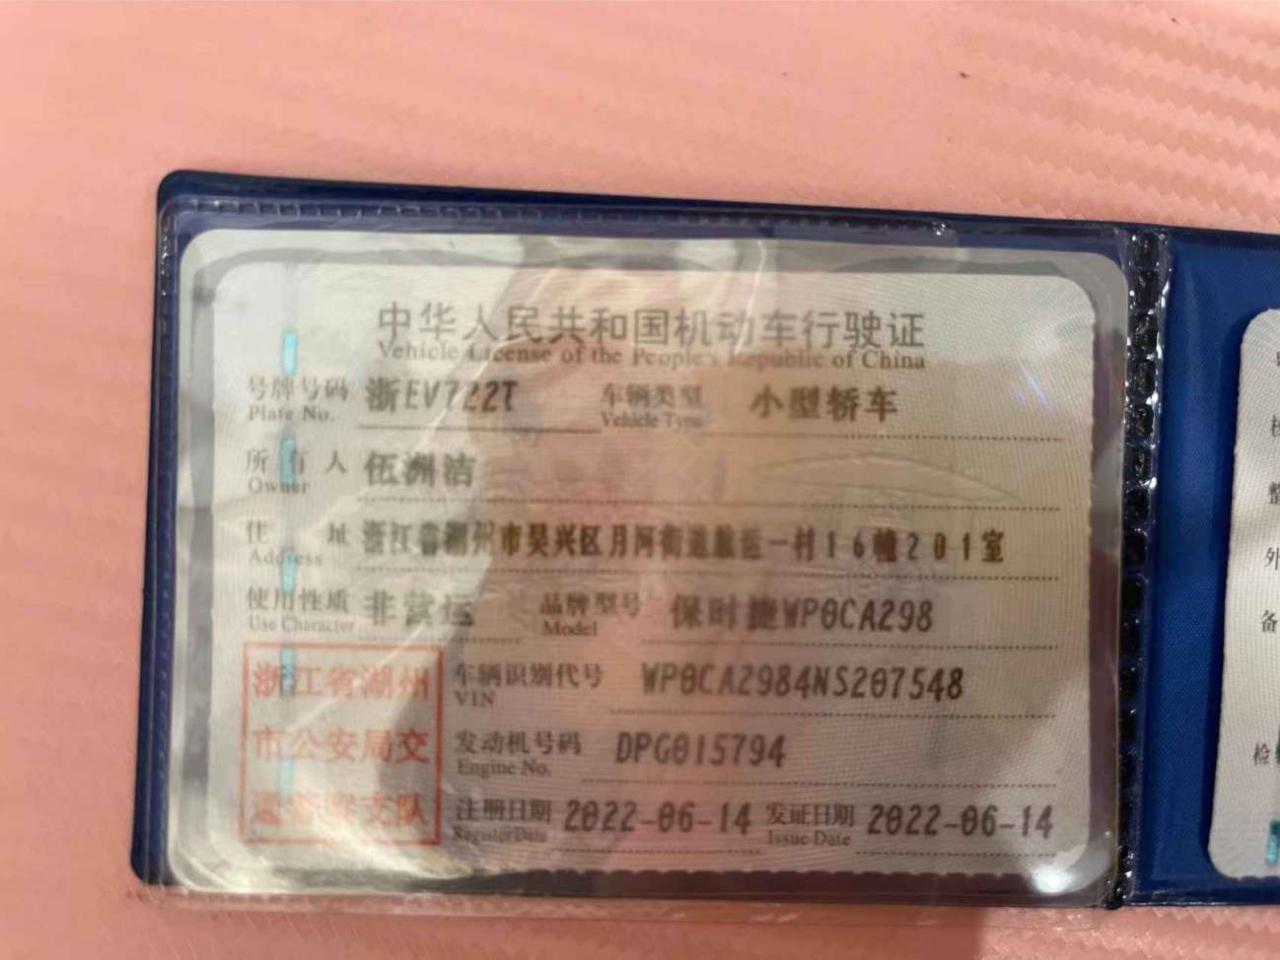 中华人民共和国机动车行驶证
Vehicle License of the People's Republic of China
号牌号码 浙EV722T 车辆类型 小型轿车
Plate No. Vehicle Type
所有人 伍洲洁
Owner
住址 浙江省湖州市吴兴区月河街道航运一村16幢201室
Address
使用性质 非营运 品牌型号 保时捷WP0CA298
Use Character Model
浙江省湖州
市公安局交
通警察支队
车辆识别代号 WP0CA2984NS207548
VIN
发动机号码 DPG015794
Engine No.
注册日期 2022-06-14 发证日期 2022-06-14
Register Date Issue Date
整
外
备
检